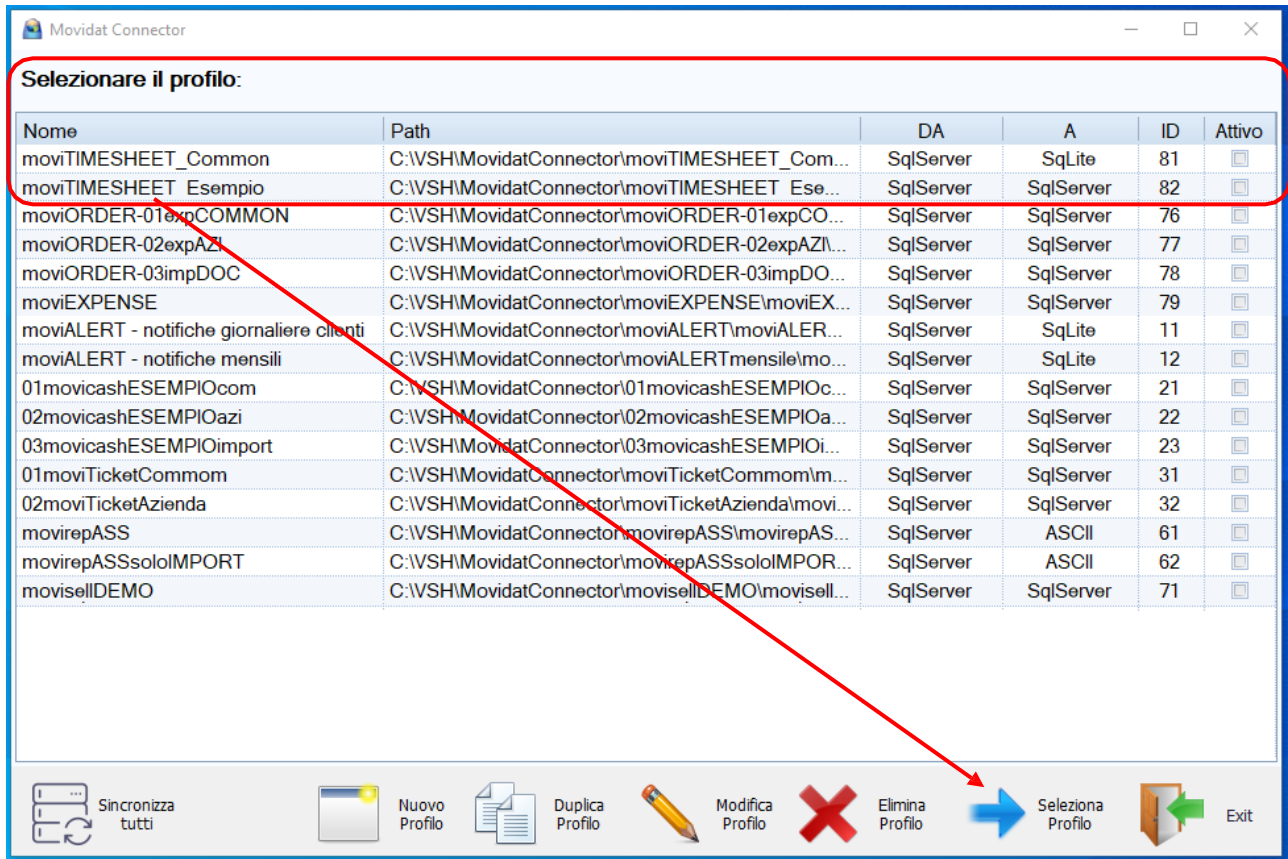 Movidat Connector
Selezionare il profilo:
Nome Path DA A ID Attivo
moviTIMESHEET_Common C:\VSH\MovidatConnector\moviTIMESHEET_Com... SqlServer SqLite 81
moviTIMESHEET Esempio C:\VSH\MovidatConnector\moviTIMESHEET Ese... SqlServer SqlServer 82
moviORDER-01expCOMMON C:\VSH\MovidatConnector\moviORDER-01expCO... SqlServer SqlServer 76
moviORDER-02expAZI C:\VSH\MovidatConnector\moviORDER-02expAZI\... SqlServer SqlServer 77
moviORDER-03impDOC C:\VSH\MovidatConnector\moviORDER-03impDO... SqlServer SqlServer 78
moviEXPENSE C:\VSH\MovidatConnector\moviEXPENSE\moviEX... SqlServer SqlServer 79
moviALERT - notifiche giornaliere clienti C:\VSH\MovidatConnector\moviALERT\moviALER... SqlServer SqLite 11
moviALERT - notifiche mensili C:\VSH\MovidatConnector\moviALERTmensile\mo... SqlServer SqLite 12
01movicashESEMPIOcom C:\VSH\MovidatConnector\01movicashESEMPIOc... SqlServer SqlServer 21
02movicashESEMPIOazi C:\VSH\MovidatConnector\02movicashESEMPIOa... SqlServer SqlServer 22
03movicashESEMPIOimport C:\VSH\MovidatConnector\03movicashESEMPIOi... SqlServer SqlServer 23
01moviTicketCommom C:\VSH\MovidatConnector\moviTicketCommom\m... SqlServer SqlServer 31
02moviTicketAzienda C:\VSH\MovidatConnector\moviTicketAzienda\movi... SqlServer SqlServer 32
movirepASS C:\VSH\MovidatConnector\movirepASS\movirepAS... SqlServer ASCII 61
movirepASSsoloIMPORT C:\VSH\MovidatConnector\movirepASSsoloIMPOR... SqlServer ASCII 62
movisellDEMO C:\VSH\MovidatConnector\movisellDEMO\movisell... SqlServer SqlServer 71
Sincronizza Nuovo Duplica Modifica Elimina Seleziona Exit
tutti Profilo Profilo Profilo Profilo Profilo